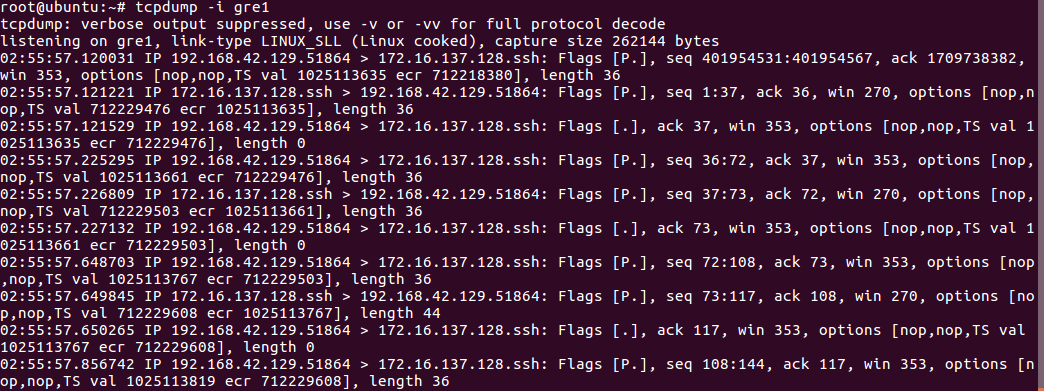 root@ubuntu:~# tcpdump -i gre1
tcpdump: verbose output suppressed, use -v or -vv for full protocol decode
listening on gre1, link-type LINUX_SLL (Linux cooked), capture size 262144 bytes
02:55:57.120031 IP 192.168.42.129.51864 > 172.16.137.128.ssh: Flags [P.], seq 401954531:401954567, ack 1709738382,
win 353, options [nop,nop,TS val 1025113635 ecr 712218380], length 36
02:55:57.121221 IP 172.16.137.128.ssh > 192.168.42.129.51864: Flags [P.], seq 1:37, ack 36, win 270, options [nop,n
op,TS val 712229476 ecr 1025113635], length 36
02:55:57.121529 IP 192.168.42.129.51864 > 172.16.137.128.ssh: Flags [.], ack 37, win 353, options [nop,nop,TS val 1
025113635 ecr 712229476], length 0
02:55:57.225295 IP 192.168.42.129.51864 > 172.16.137.128.ssh: Flags [P.], seq 36:72, ack 37, win 353, options [nop,
nop,TS val 1025113661 ecr 712229476], length 36
02:55:57.226809 IP 172.16.137.128.ssh > 192.168.42.129.51864: Flags [P.], seq 37:73, ack 72, win 270, options [nop,
nop,TS val 712229503 ecr 1025113661], length 36
02:55:57.227132 IP 192.168.42.129.51864 > 172.16.137.128.ssh: Flags [.], ack 73, win 353, options [nop,nop,TS val 1
025113661 ecr 712229503], length 0
02:55:57.648703 IP 192.168.42.129.51864 > 172.16.137.128.ssh: Flags [P.], seq 72:108, ack 73, win 353, options [nop
,nop,TS val 1025113767 ecr 712229503], length 36
02:55:57.649845 IP 172.16.137.128.ssh > 192.168.42.129.51864: Flags [P.], seq 73:117, ack 108, win 270, options [no
p,nop,TS val 712229608 ecr 1025113767], length 44
02:55:57.650265 IP 192.168.42.129.51864 > 172.16.137.128.ssh: Flags [.], ack 117, win 353, options [nop,nop,TS val
1025113767 ecr 712229608], length 0
02:55:57.856742 IP 192.168.42.129.51864 > 172.16.137.128.ssh: Flags [P.], seq 108:144, ack 117, win 353, options [n
op,nop,TS val 1025113819 ecr 712229608], length 36